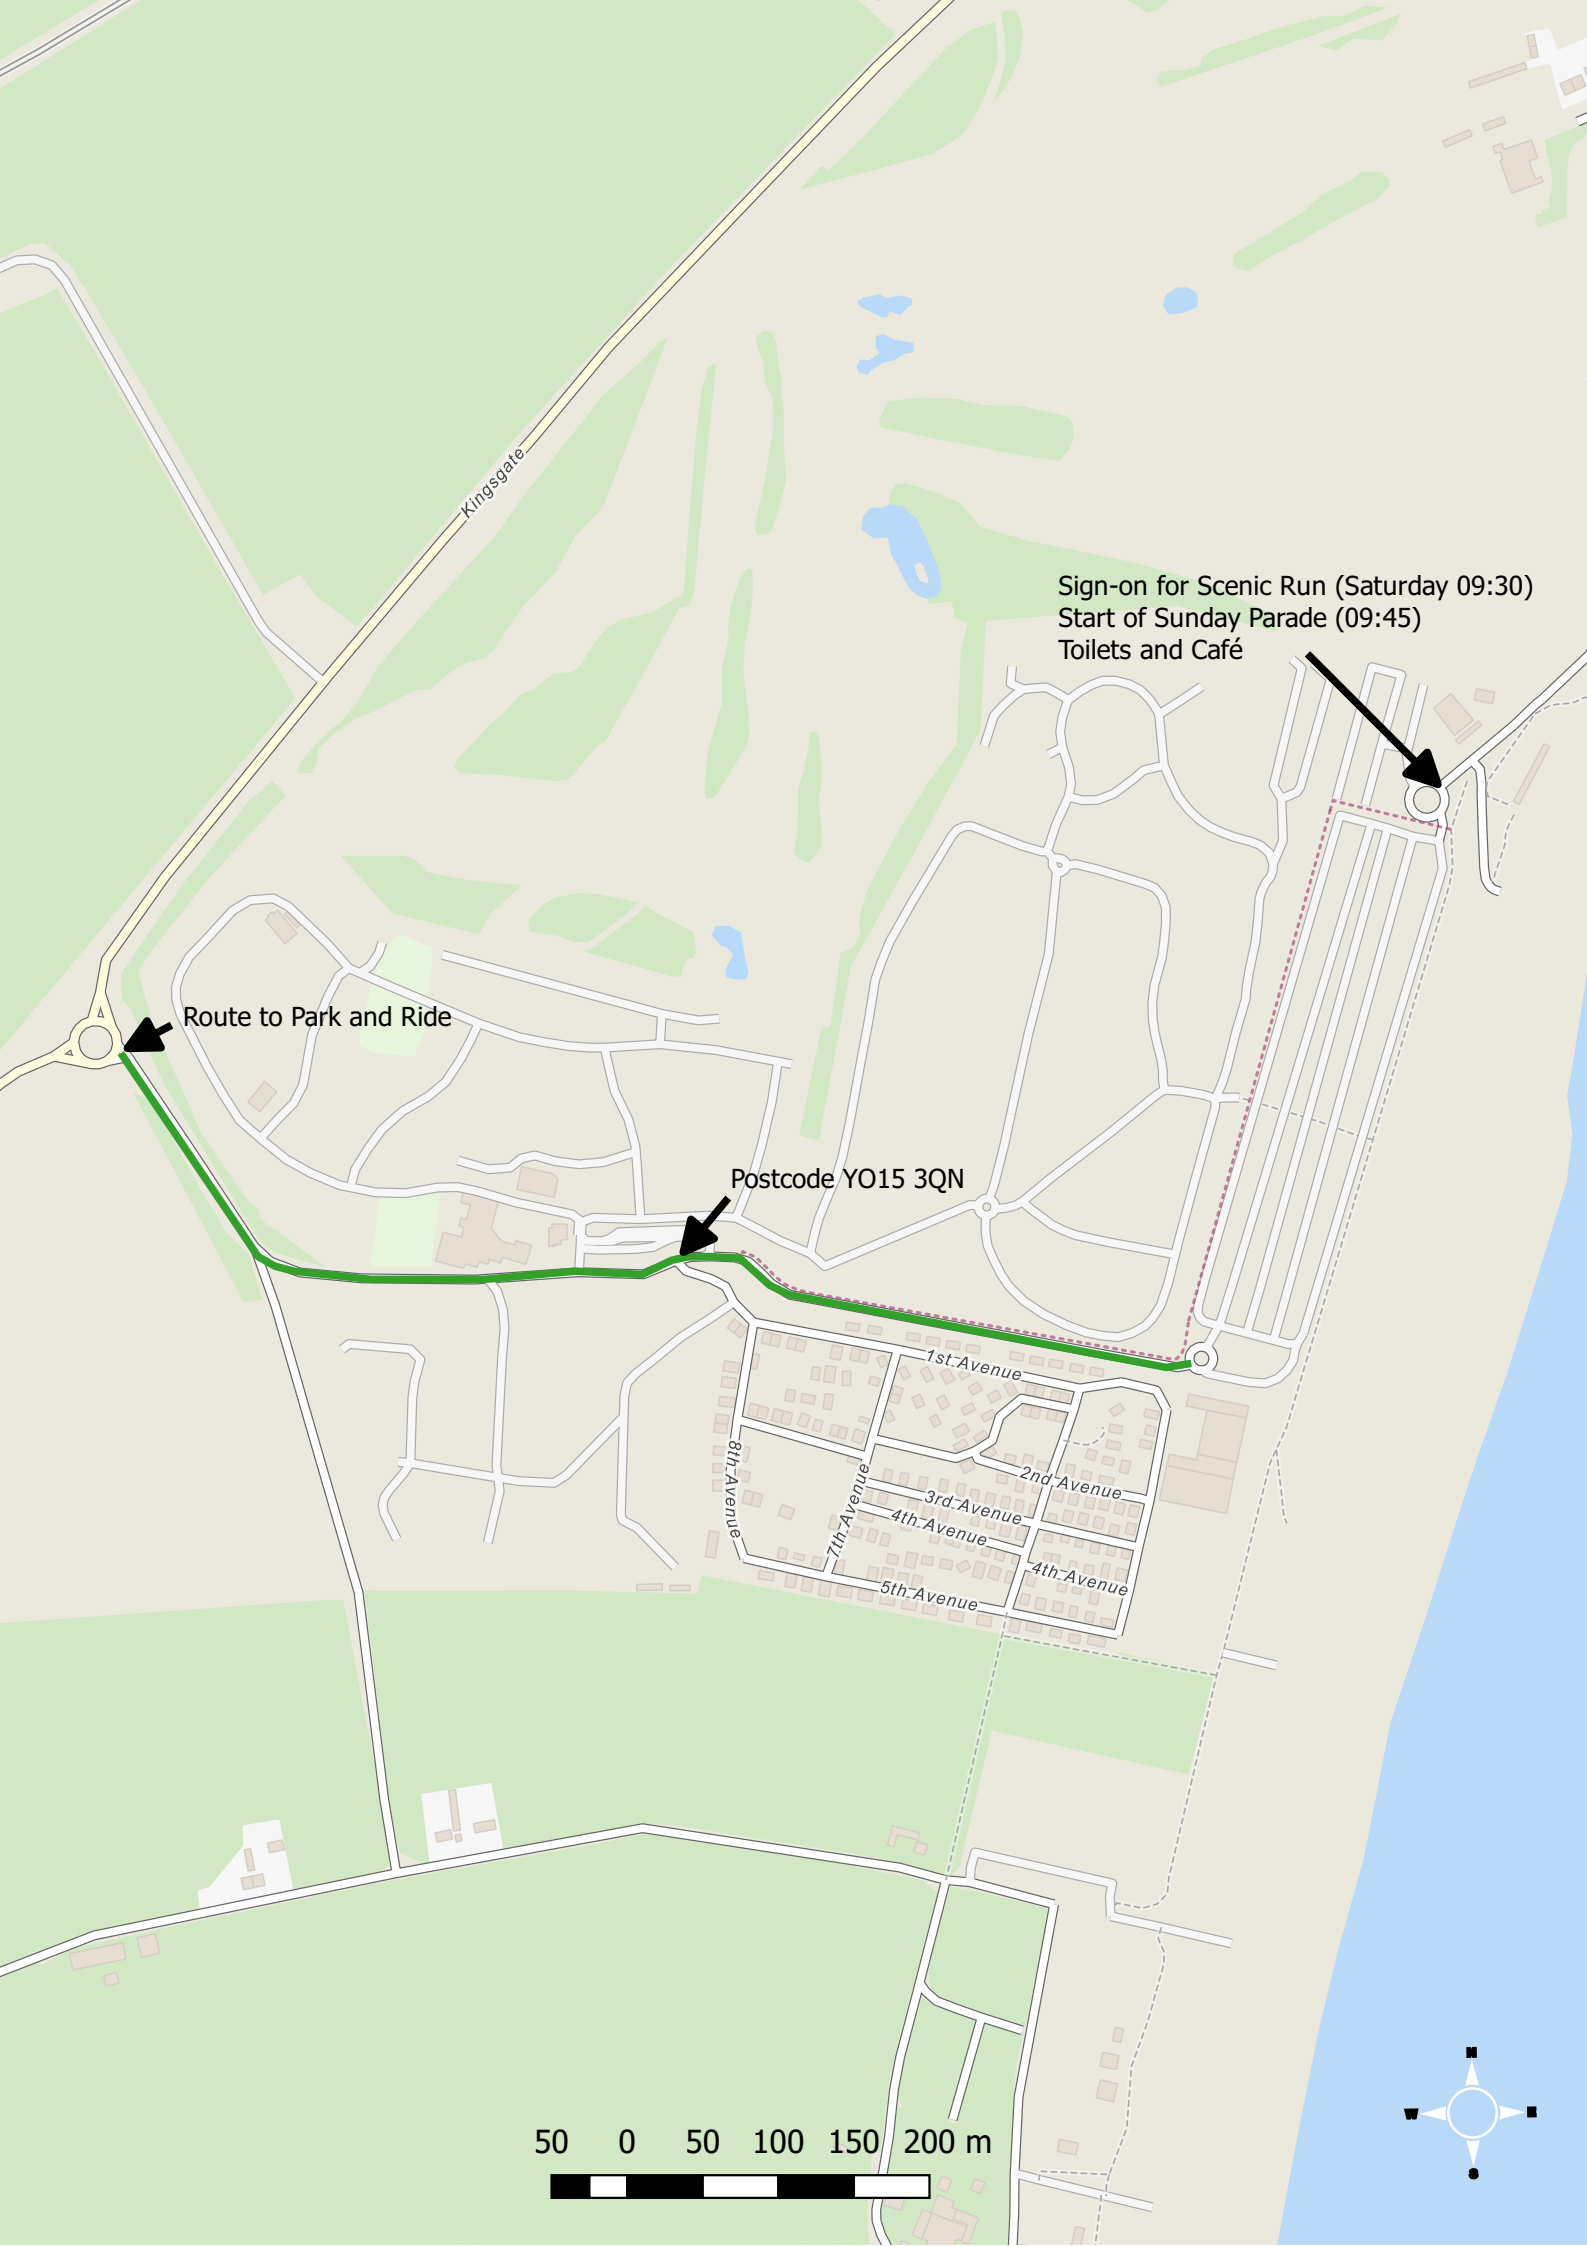 Kingsgate
Sign-on for Scenic Run (Saturday 09:30)
Start of Sunday Parade (09:45)
Toilets and Café
Route to Park and Ride
Postcode YO15 3QN
1st Avenue
2nd Avenue
3rd Avenue
4th Avenue
4th Avenue
5th Avenue
7th Avenue
8th Avenue
N
W
E
S
50 0 50 100 150 200 m